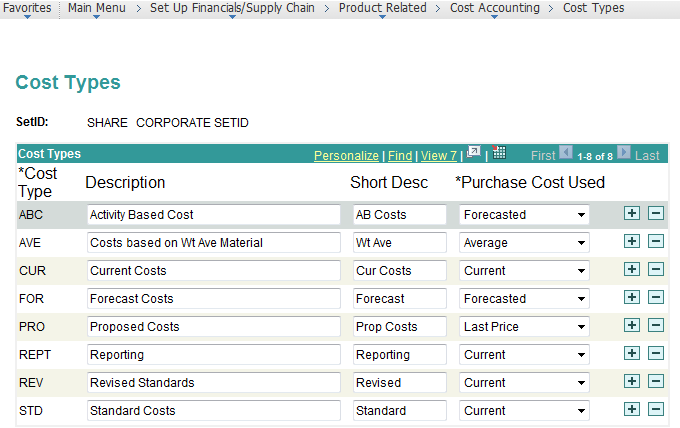 Favorites Main Menu > Set Up Financials/Supply Chain > Product Related > Cost Accounting > Cost Types
Cost Types
SetID: SHARE CORPORATE SETID
Cost Types Personalize | Find | View 7 | | First 1-8 of 8 Last
*Cost Type Description Short Desc *Purchase Cost Used
ABC Activity Based Cost AB Costs Forecasted
AVE Costs based on Wt Ave Material Wt Ave Average
CUR Current Costs Cur Costs Current
FOR Forecast Costs Forecast Forecasted
PRO Proposed Costs Prop Costs Last Price
REPT Reporting Reporting Current
REV Revised Standards Revised Current
STD Standard Costs Standard Current